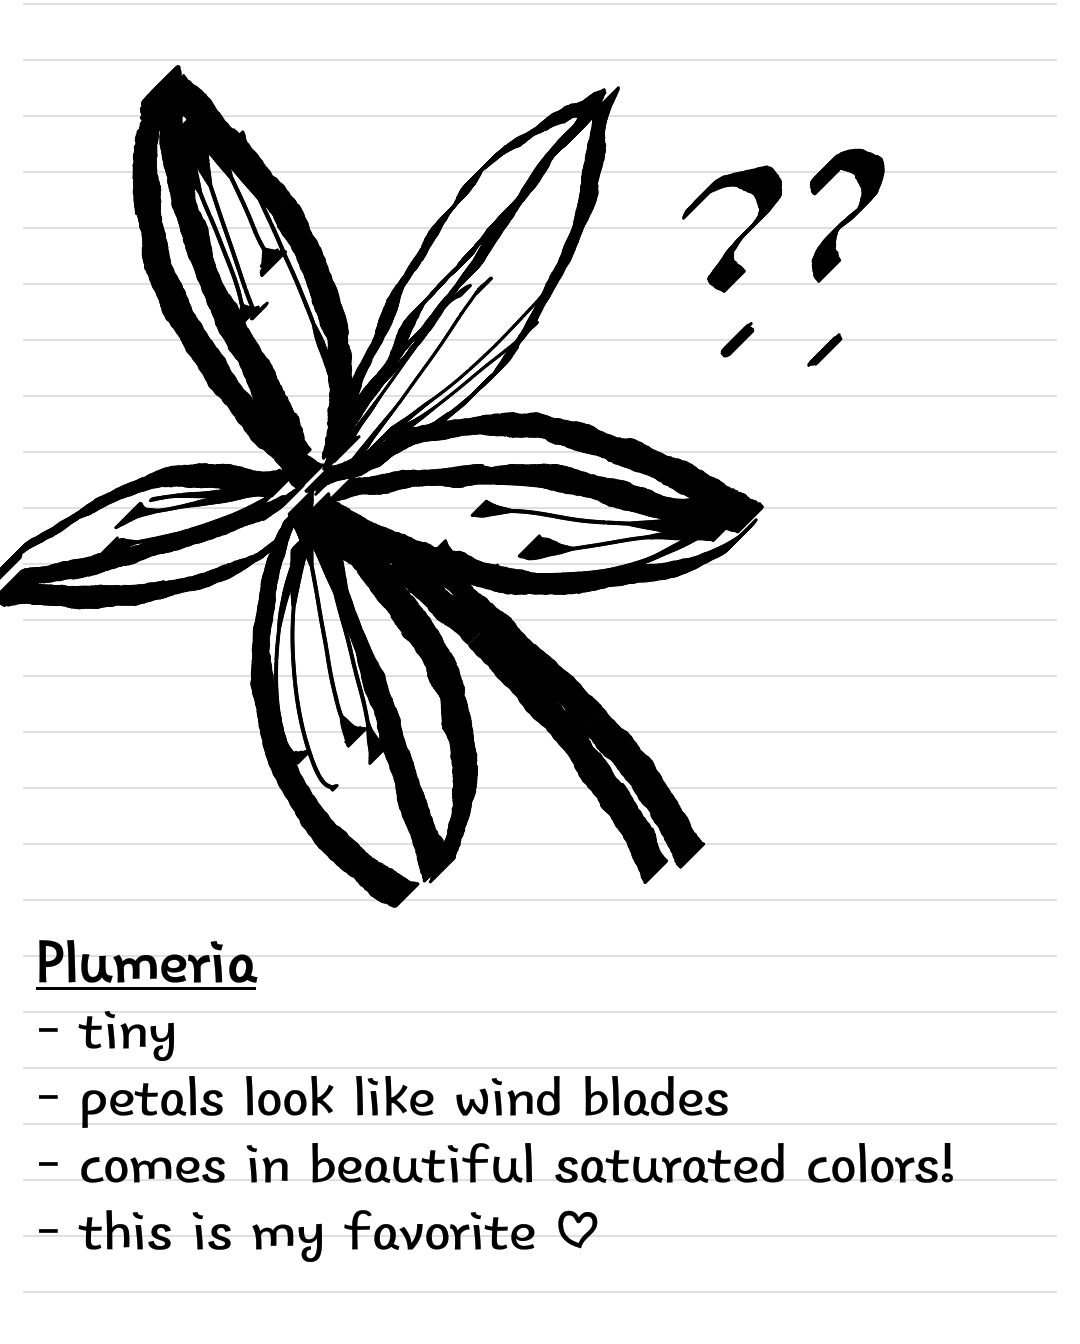 ??
Plumeria
- tiny
- petals look like wind blades
- comes in beautiful saturated colors!
- this is my favorite ♡